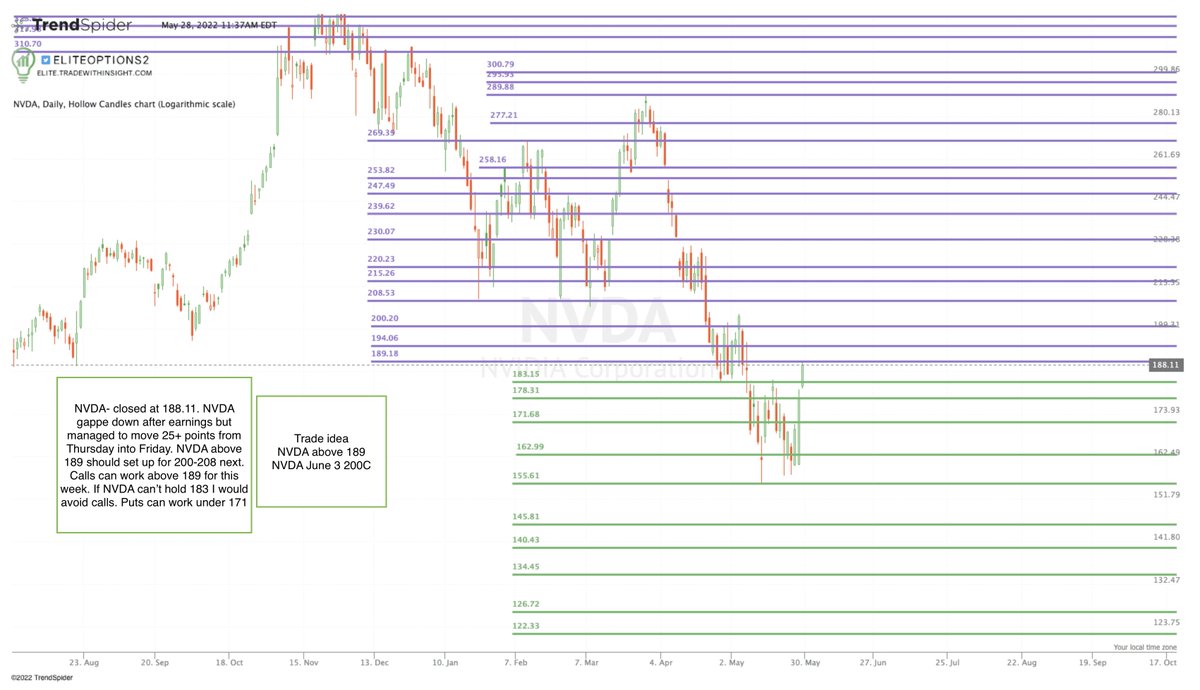 TrendSpider
May 28, 2022 11:37AM EDT
310.70
ELITEOPTIONS2
ELITE.TRADEWITHINSIGHT.COM
NVDA, Daily, Hollow Candles chart (Logarithmic scale)
300.79
295.93
289.88
277.21
269.39
258.16
253.82
247.49
239.62
230.07
220.23
215.26
208.53
200.20
194.06
189.18
183.15
178.31
171.68
162.99
155.61
145.81
140.43
134.45
126.72
122.33
299.86
280.13
261.69
244.47
228.38
199.31
188.11
173.93
162.49
151.79
141.80
132.47
123.75
NVDA
NVIDIA Corporation
NVDA- closed at 188.11. NVDA
gappe down after earnings but
managed to move 25+ points from
Thursday into Friday. NVDA above
189 should set up for 200-208 next.
Calls can work above 189 for this
week. If NVDA can’t hold 183 I would
avoid calls. Puts can work under 171
Trade idea
NVDA above 189
NVDA June 3 200C
Your local time zone
23. Aug 20. Sep 18. Oct 15. Nov 13. Dec 10. Jan 7. Feb 7. Mar 4. Apr 2. May 30. May 27. Jun 25. Jul 22. Aug 19. Sep 17. Oct
©2022 TrendSpider